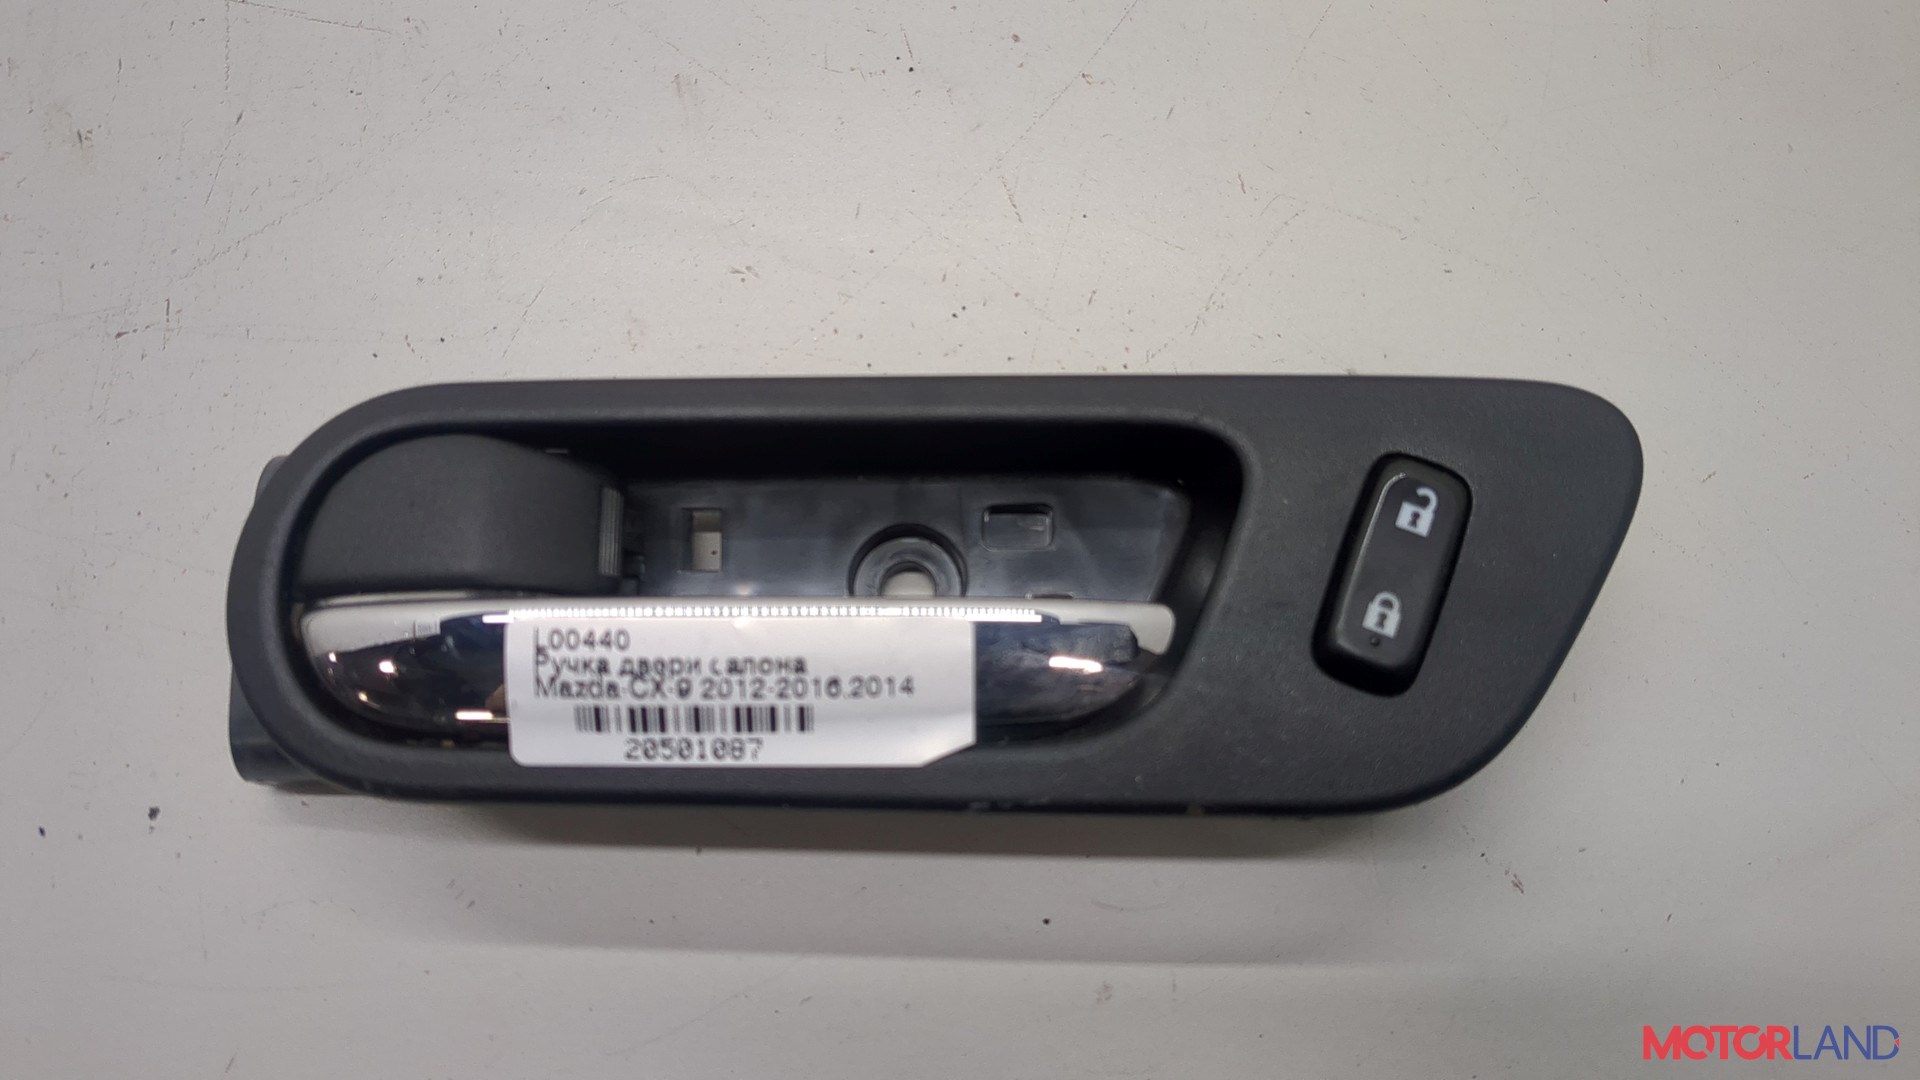 L00440
Ручка двери салона
Mazda CX-9 2012-2016.2014
20501087
MOTORLAND